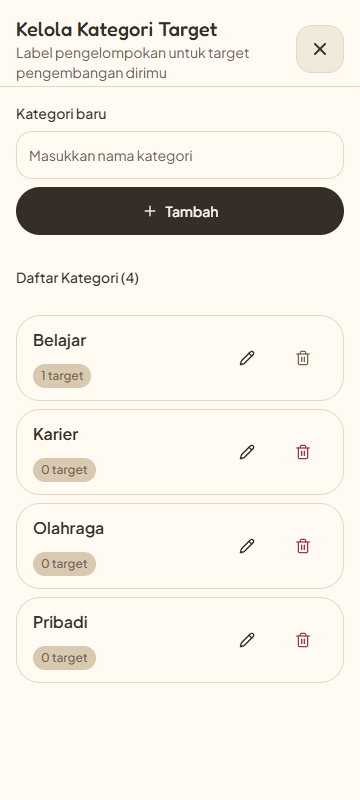 Kelola Kategori Target
Label pengelompokan untuk target
pengembangan dirimu
Kategori baru
Masukkan nama kategori
Tambah
Daftar Kategori (4)
Belajar
1 target
Karier
0 target
Olahraga
0 target
Pribadi
0 target